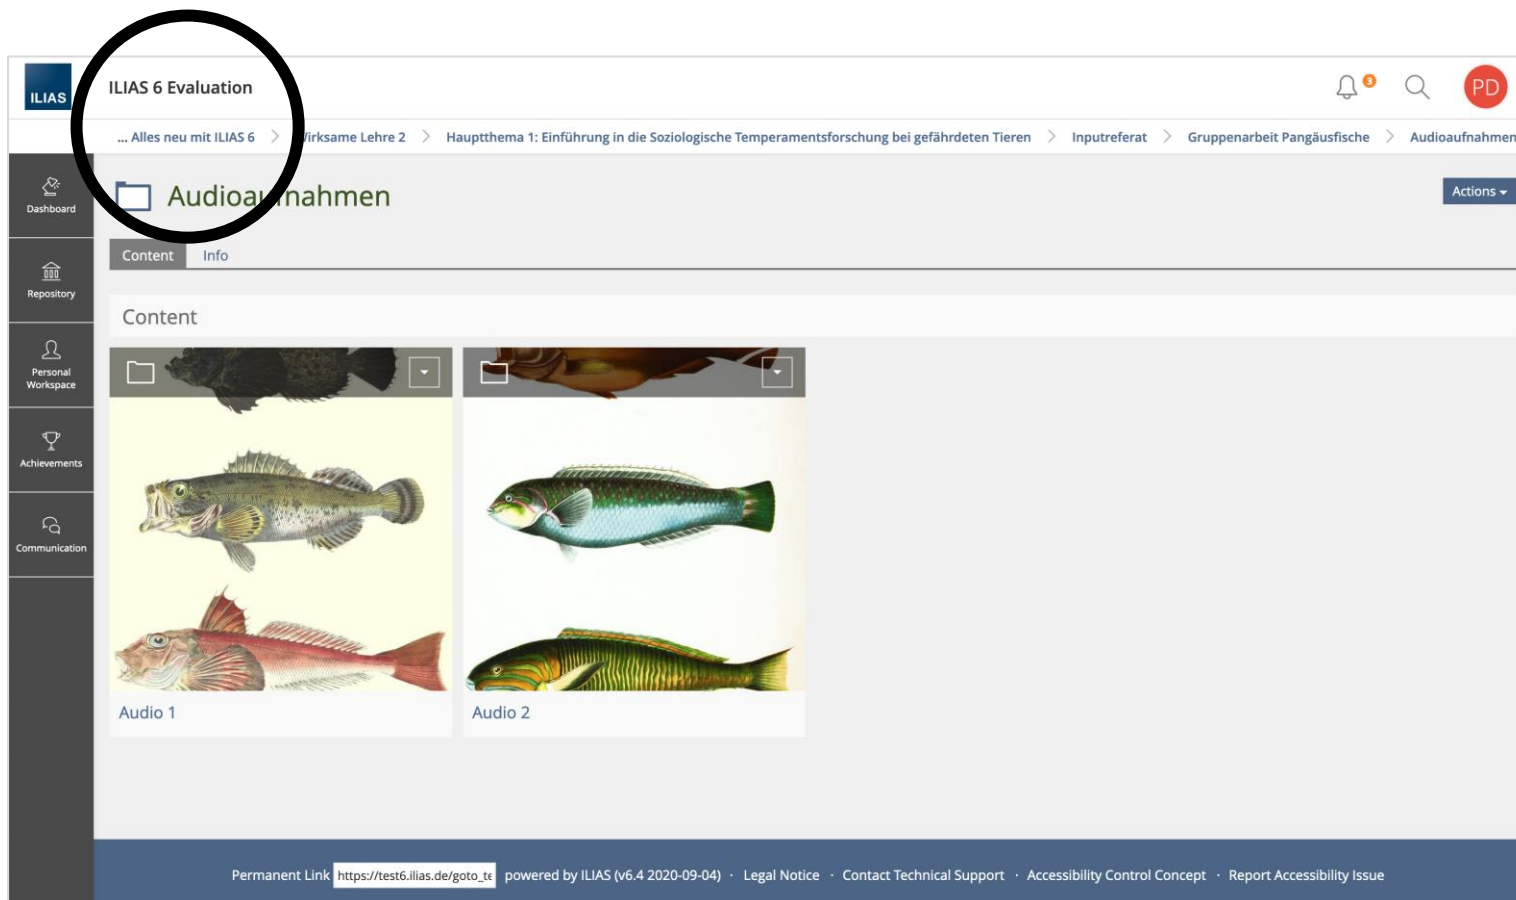 ILIAS
ILIAS 6 Evaluation
3
PD
... Alles neu mit ILIAS 6 > Wirksame Lehre 2 > Hauptthema 1: Einführung in die Soziologische Temperamentsforschung bei gefährdeten Tieren > Inputreferat > Gruppenarbeit Pangäusfische > Audioaufnahmen
Dashboard
Repository
Personal
Workspace
Achievements
Communication
Audioaufnahmen
Actions
Content Info
Content
Audio 1 Audio 2
Permanent Link https://test6.ilias.de/goto_te powered by ILIAS (v6.4 2020-09-04) · Legal Notice · Contact Technical Support · Accessibility Control Concept · Report Accessibility Issue